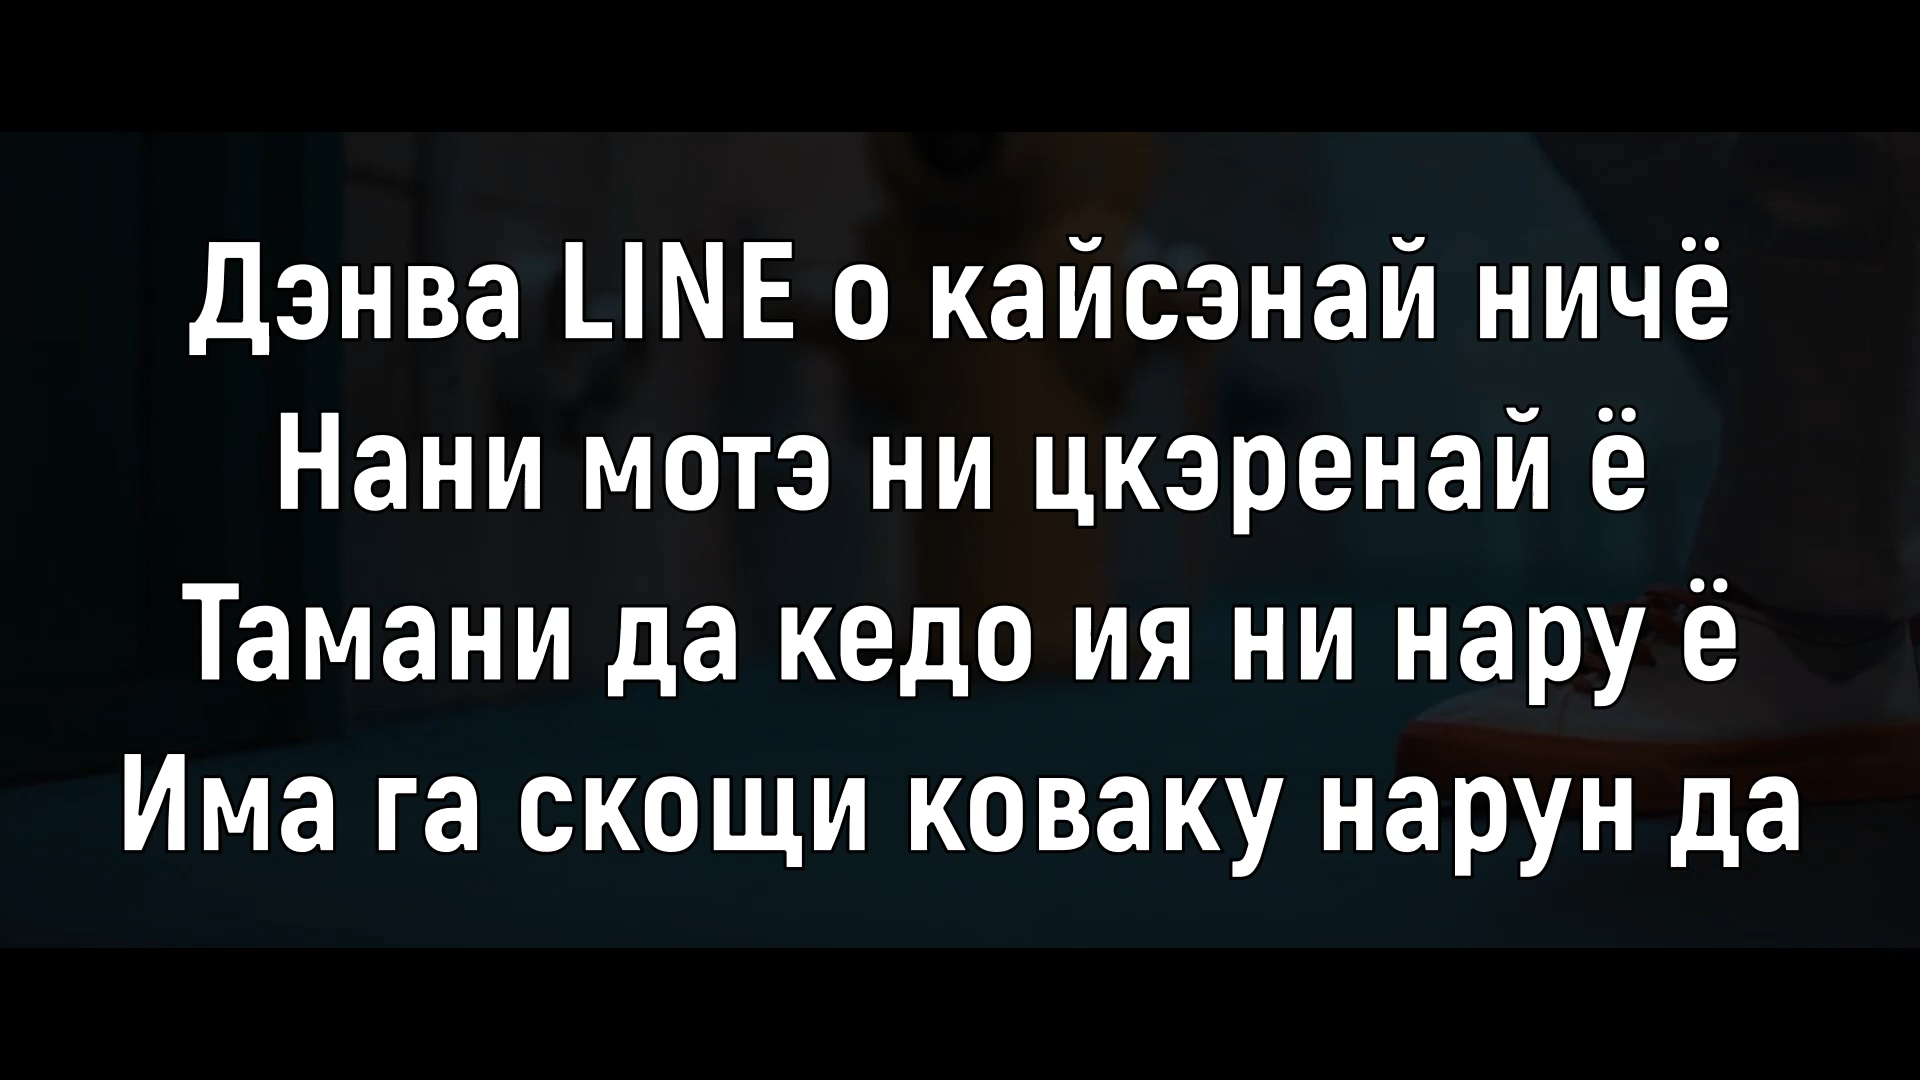 Дэнва LINE о кайсэнай ничё
Нани мотэ ни цкэренай ё
Тамани да кедо ия ни нару ё
Има га скощи коваку нарун да